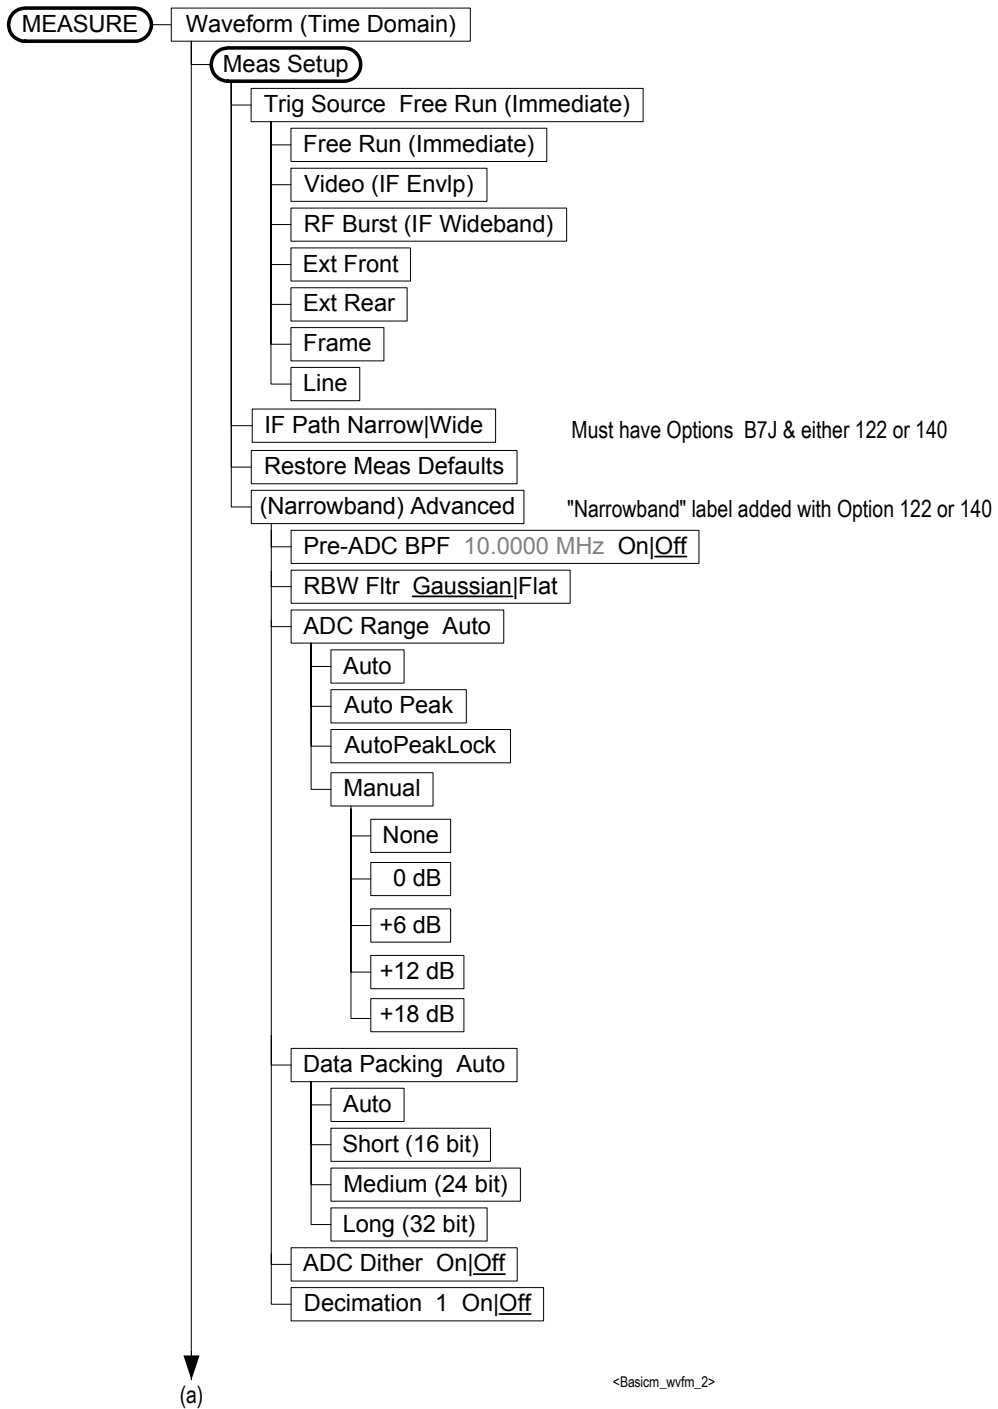 MEASURE Waveform (Time Domain)
Meas Setup
Trig Source Free Run (Immediate)
Free Run (Immediate)
Video (IF Envlp)
RF Burst (IF Wideband)
Ext Front
Ext Rear
Frame
Line
IF Path Narrow|Wide Must have Options B7J & either 122 or 140
Restore Meas Defaults
(Narrowband) Advanced "Narrowband" label added with Option 122 or 140
Pre-ADC BPF 10.0000 MHz On|Off
RBW Fltr Gaussian|Flat
ADC Range Auto
Auto
Auto Peak
AutoPeakLock
Manual
None
0 dB
+6 dB
+12 dB
+18 dB
Data Packing Auto
Auto
Short (16 bit)
Medium (24 bit)
Long (32 bit)
ADC Dither On|Off
Decimation 1 On|Off
(a) <Basicm_wvfm_2>